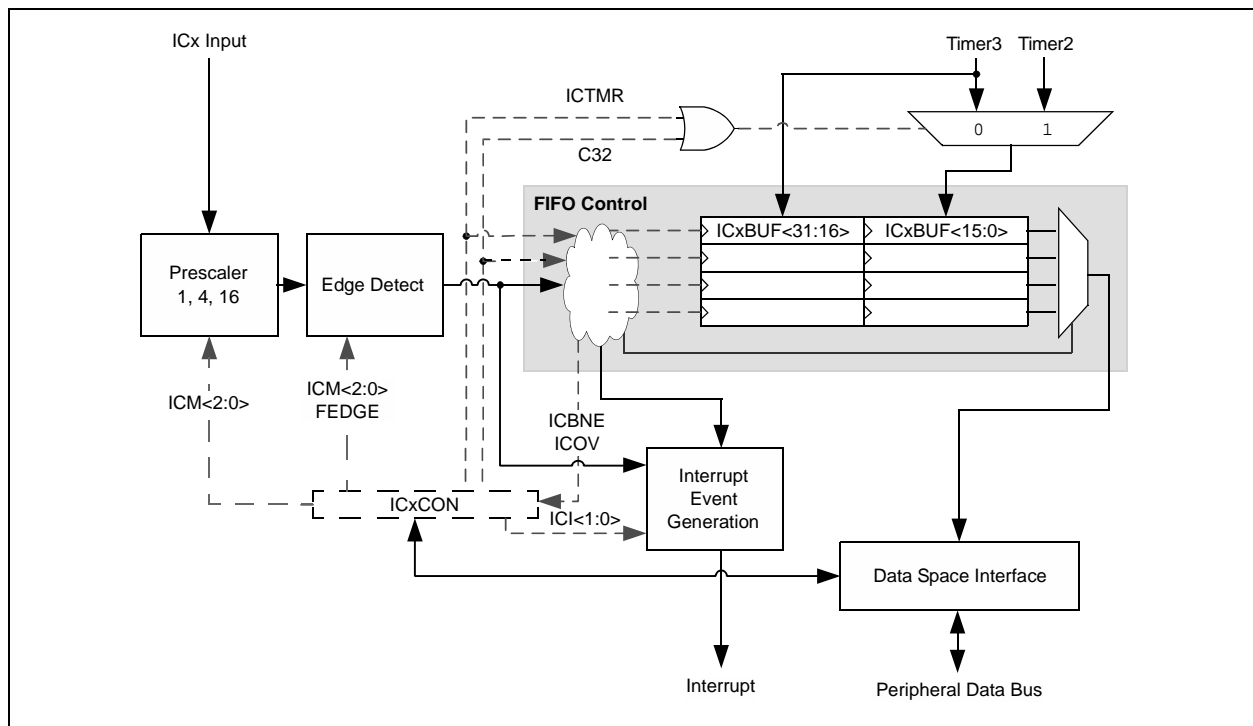 ICx Input
Timer3 Timer2
ICTMR
0 1
C32
FIFO Control
ICxBUF<31:16> ICxBUF<15:0>
Prescaler
1, 4, 16
Edge Detect
ICM<2:0>
ICM<2:0>
FEDGE
ICBNE
ICOV
Interrupt
Event
Generation
ICxCON
ICI<1:0>
Data Space Interface
Interrupt
Peripheral Data Bus